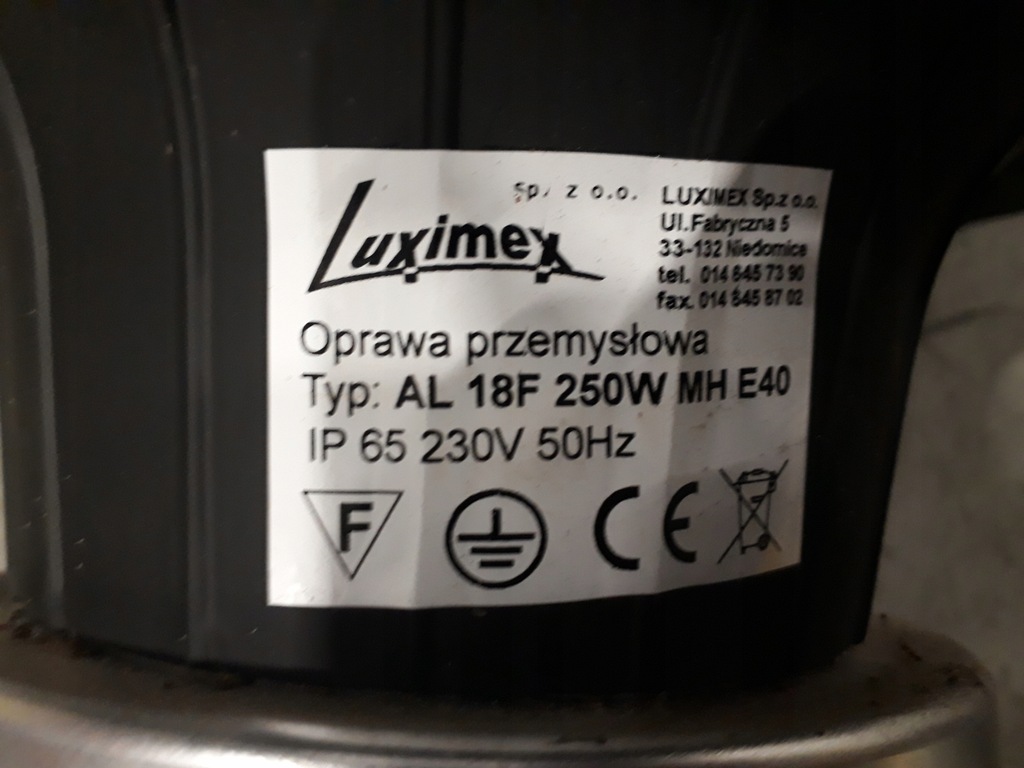 Luximex
Sp. z o.o.
LUXIMEX Sp.z o.o.
Ul.Fabryczna 5
33-132 Niedomice
tel. 014 645 73 90
fax. 014 645 87 02
Oprawa przemysłowa
Typ: AL 18F 250W MH E40
IP 65 230V 50Hz
F
CE